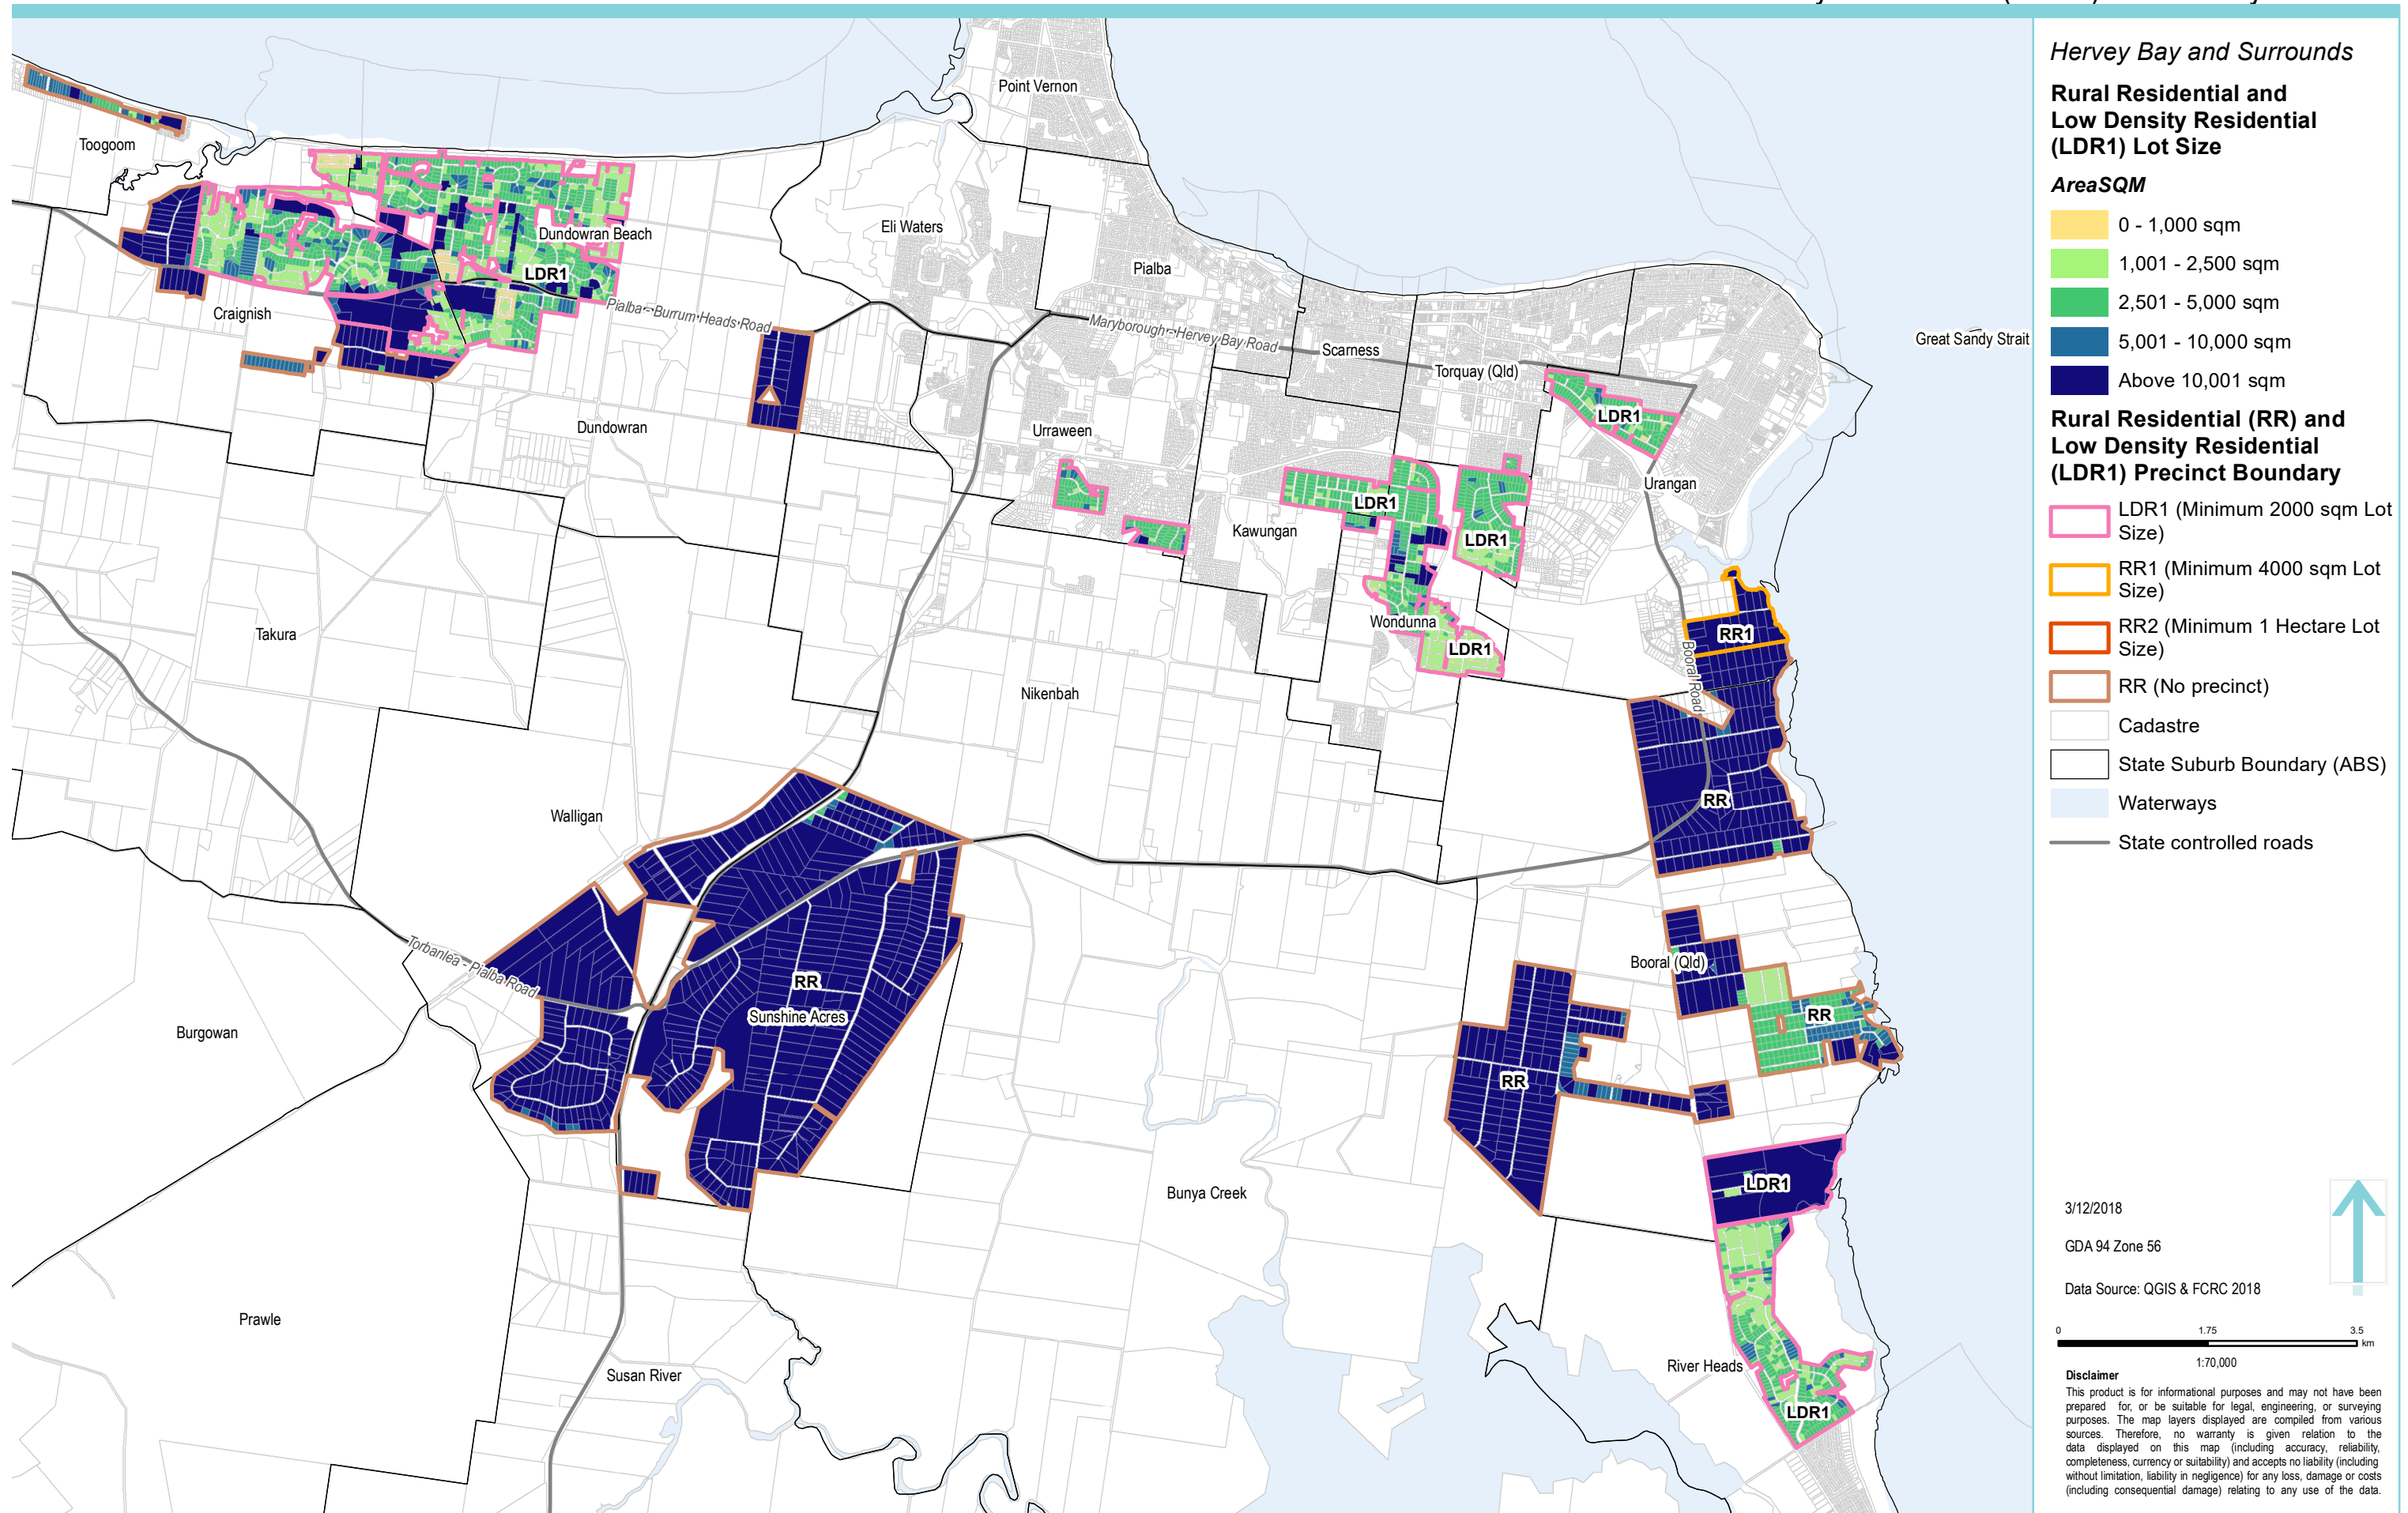 Hervey Bay and Surrounds
Rural Residential and
Low Density Residential
(LDR1) Lot Size
AreaSQM
0 - 1,000 sqm
1,001 - 2,500 sqm
2,501 - 5,000 sqm
5,001 - 10,000 sqm
Above 10,001 sqm
Rural Residential (RR) and
Low Density Residential
(LDR1) Precinct Boundary
LDR1 (Minimum 2000 sqm Lot
Size)
RR1 (Minimum 4000 sqm Lot
Size)
RR2 (Minimum 1 Hectare Lot
Size)
RR (No precinct)
Cadastre
State Suburb Boundary (ABS)
Waterways
State controlled roads
3/12/2018
GDA 94 Zone 56
Data Source: QGIS & FCRC 2018
0 1.75 3.5
km
1:70,000
Disclaimer
This product is for informational purposes and may not have been
prepared for, or be suitable for legal, engineering, or surveying
purposes. The map layers displayed are compiled from various
sources. Therefore, no warranty is given relation to the
data displayed on this map (including accuracy, reliability,
completeness, currency or suitability) and accepts no liability (including
without limitation, liability in negligence) for any loss, damage or costs
(including consequential damage) relating to any use of the data.
Point Vernon
Toogoom
Eli Waters
Dundowran Beach
LDR1
Pialba
Craignish
Pialba - Burrum Heads Road
Maryborough - Hervey Bay Road
Great Sandy Strait
Scarness
Torquay (Qld)
LDR1
Dundowran
Urraween
Urangan
LDR1
Kawungan
LDR1
Wondunna
LDR1
Takura
RR1
Booral Road
Nikenbah
RR
Walligan
Torbanlea - Pialba Road
Booral (Qld)
RR
Sunshine Acres
RR
Burgowan
RR
LDR1
Bunya Creek
Prawle
Susan River
River Heads
LDR1